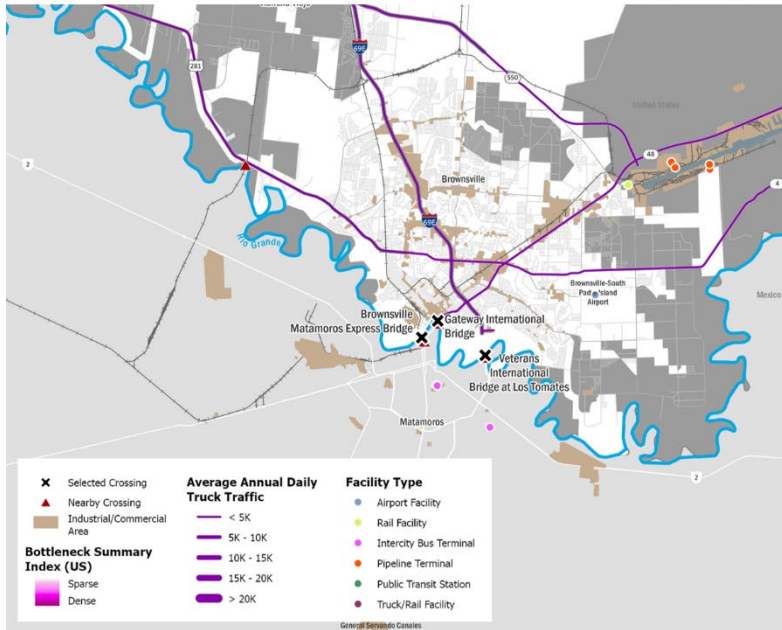 281
69E
550
United States
48
2
Brownsville
4
69E
Rio Grande
Brownsville-South
Padre Island
Airport
Mexico
Brownsville
Matamoros Express Bridge
Gateway International
Bridge
Veterans
International
Bridge at Los Tomates
Matamoros
2
Selected Crossing
Nearby Crossing
Industrial/Commercial
Area
Bottleneck Summary
Index (US)
Sparse
Dense
Average Annual Daily
Truck Traffic
< 5K
5K - 10K
10K - 15K
15K - 20K
> 20K
Facility Type
Airport Facility
Rail Facility
Intercity Bus Terminal
Pipeline Terminal
Public Transit Station
Truck/Rail Facility
General Servando Canales